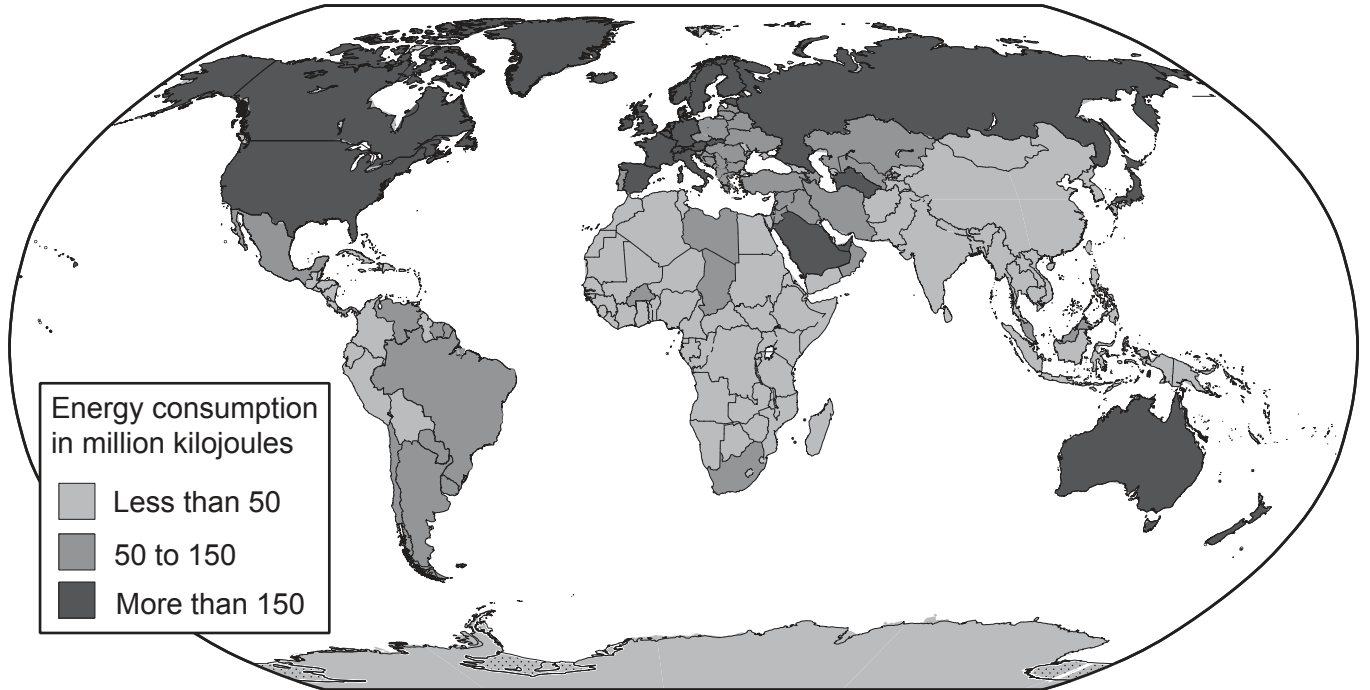 Energy consumption
in million kilojoules
Less than 50
50 to 150
More than 150